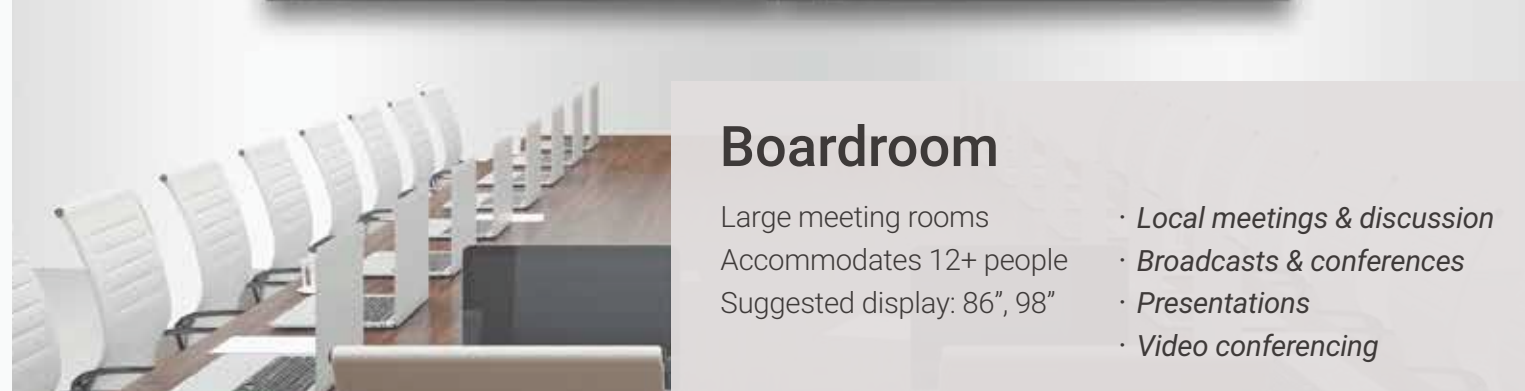 Boardroom
Large meeting rooms
Accommodates 12+ people
Suggested display: 86”, 98”
· Local meetings & discussion
· Broadcasts & conferences
· Presentations
· Video conferencing